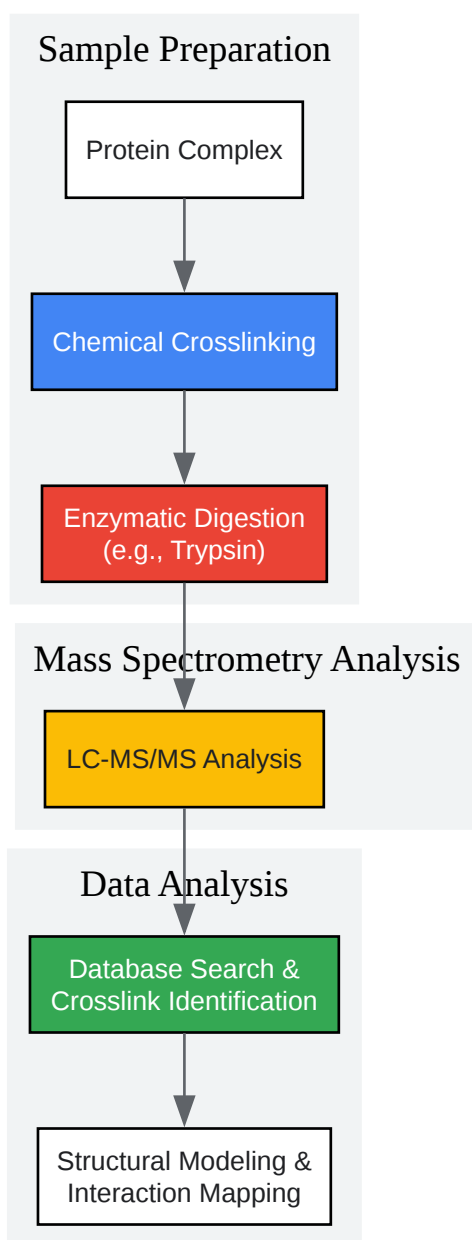 Sample Preparation
Protein Complex
Chemical Crosslinking
Enzymatic Digestion
(e.g., Trypsin)
Mass Spectrometry Analysis
LC-MS/MS Analysis
Data Analysis
Database Search &
Crosslink Identification
Structural Modeling &
Interaction Mapping